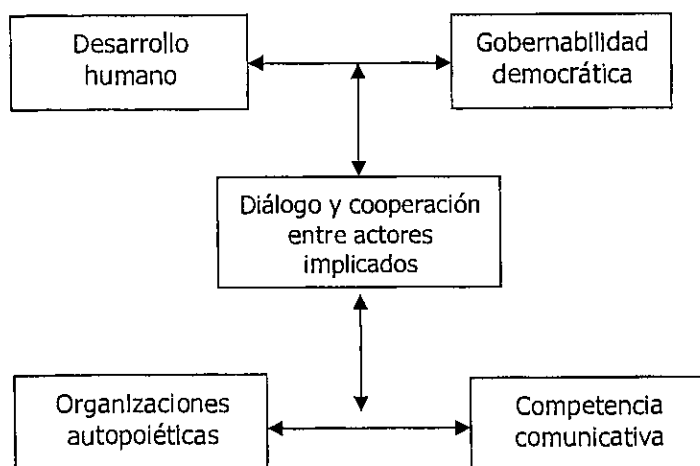 Desarrollo
humano
Gobernabilidad
democrática
Diálogo y cooperación
entre actores
implicados
Organizaciones
autopoiéticas
Competencia
comunicativa